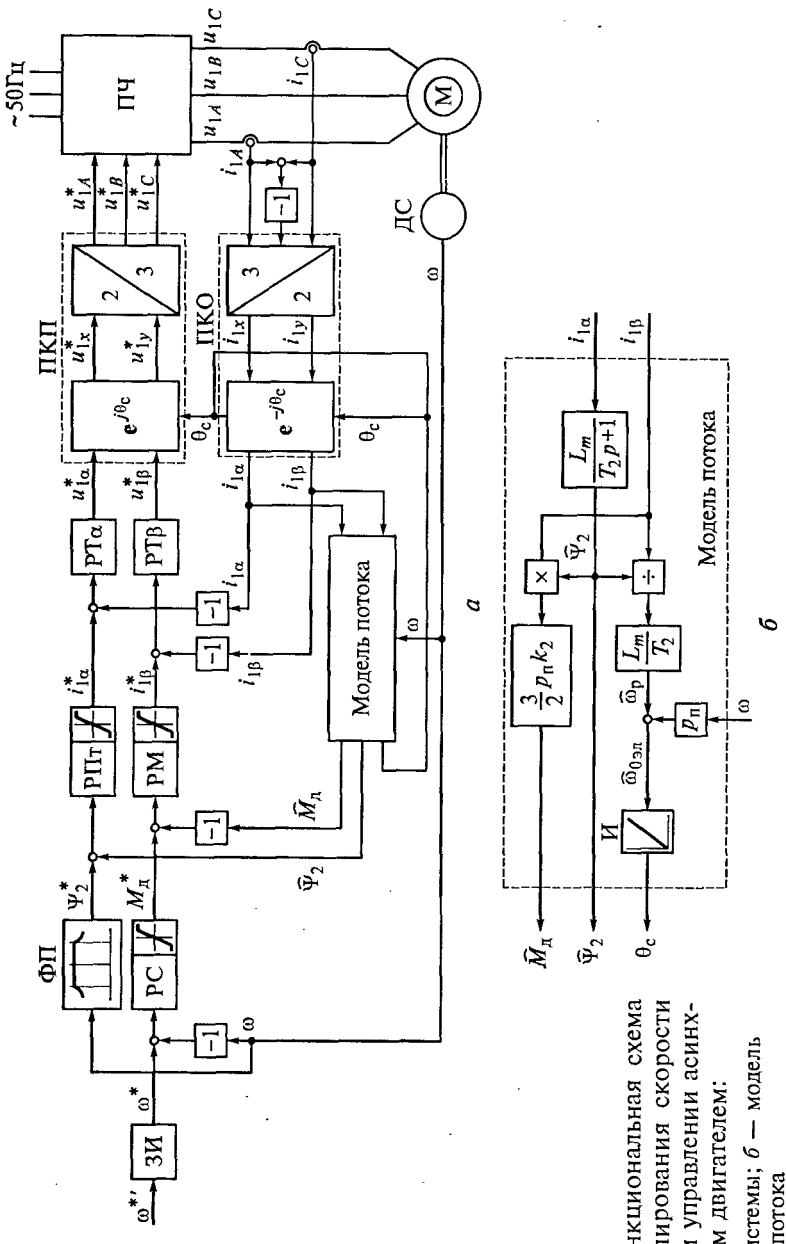 ~50Гц
ПЧ
u1A
u1B
u1C
u*1A
u*1B
u*1C
ПКП
2
3
u*1x
u*1y
e^jθc
θc
u*1α
u*1β
РТα
РТβ
i*1α
i*1β
-1
-1
i1α
i1β
РПт
РМ
Ψ*2
M*д
ФП
РС
-1
ω
ω*
ЗИ
ω*'
-1
M̂д
Ψ̂2
ПКО
3
2
i1x
i1y
e^-jθc
θc
i1α
i1β
i1A
i1C
-1
М
ДС
ω
ω
Модель потока
а
i1α
i1β
Lm
T2p+1
Ψ̂2
×
÷
3/2 pпk2
Lm
T2
ω̂р
pп
ω
ω̂0эл
И
M̂д
Ψ̂2
θc
Модель потока
б
нкциональная схема
лирования скорости
м управлении асинх-
м двигателем:
истемы; б — модель
потока